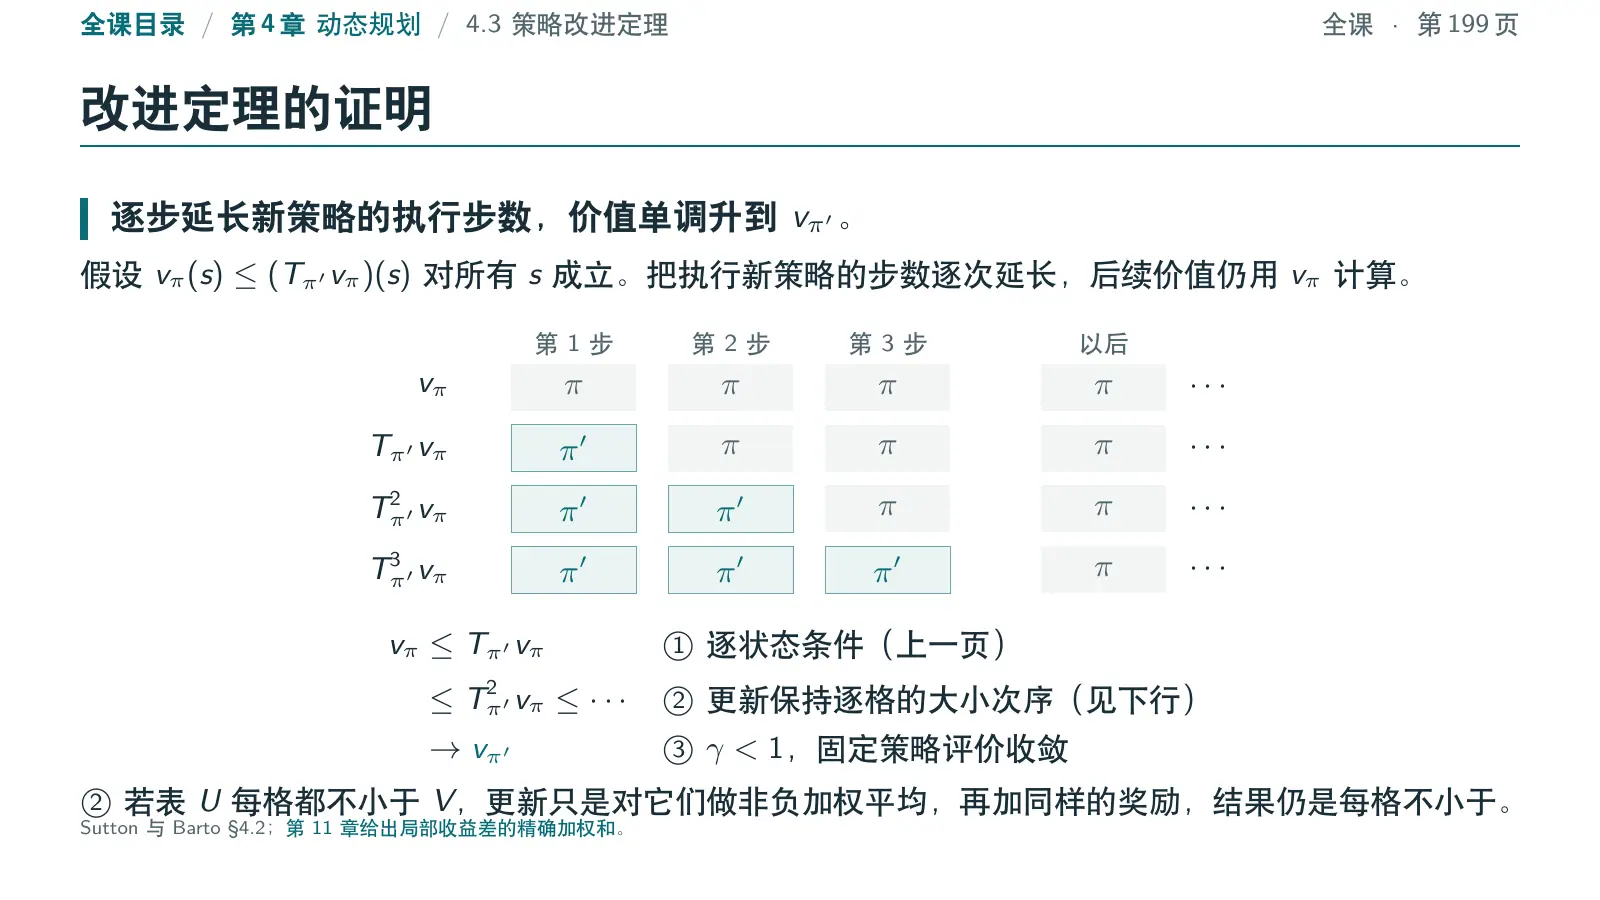 全课目录 / 第 4 章 动态规划 / 4.3 策略改进定理
全课 · 第 199 页
改进定理的证明
逐步延长新策略的执行步数，价值单调升到 vπ′。
假设 vπ(s) ≤ (Tπ′vπ)(s) 对所有 s 成立。把执行新策略的步数逐次延长，后续价值仍用 vπ 计算。
第 1 步 第 2 步 第 3 步 以后
vπ π π π π ···
Tπ′vπ π′ π π π ···
T²π′vπ π′ π′ π π ···
T³π′vπ π′ π′ π′ π ···
vπ ≤ Tπ′vπ ① 逐状态条件（上一页）
≤ T²π′vπ ≤ ··· ② 更新保持逐格的大小次序（见下行）
→ vπ′ ③ γ < 1，固定策略评价收敛
② 若表 U 每格都不小于 V，更新只是对它们做非负加权平均，再加同样的奖励，结果仍是每格不小于。
Sutton 与 Barto §4.2；第 11 章给出局部收益差的精确加权和。